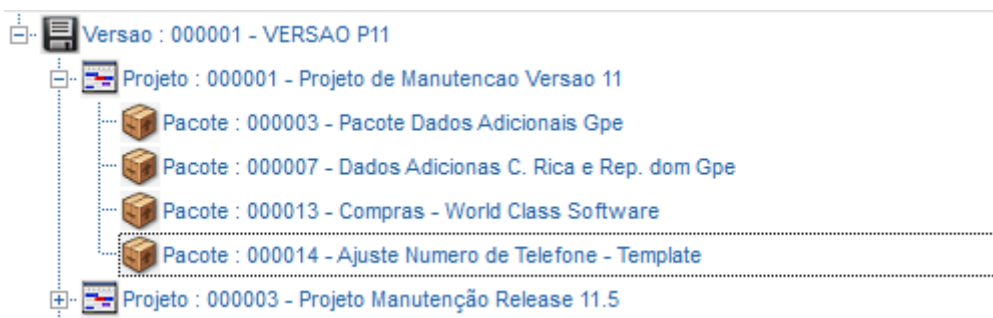 Versao : 000001 - VERSAO P11
Projeto : 000001 - Projeto de Manutencao Versao 11
Pacote : 000003 - Pacote Dados Adicionais Gpe
Pacote : 000007 - Dados Adicionas C. Rica e Rep. dom Gpe
Pacote : 000013 - Compras - World Class Software
Pacote : 000014 - Ajuste Numero de Telefone - Template
Projeto : 000003 - Projeto Manutenção Release 11.5